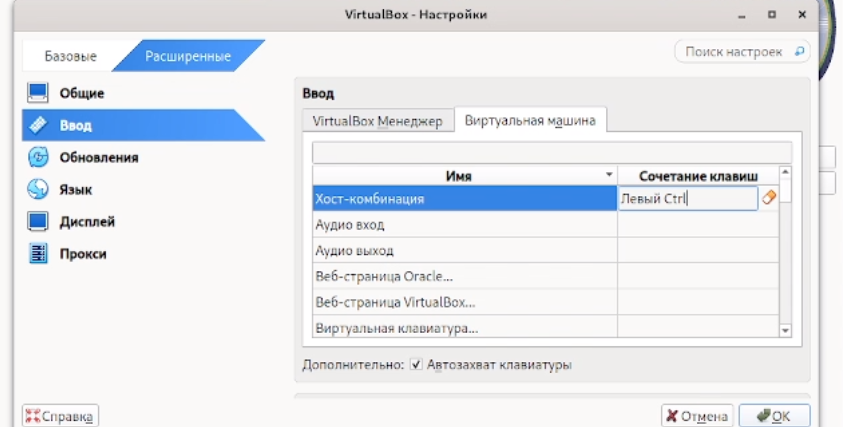 VirtualBox - Настройки
Базовые Расширенные Поиск настроек
Общие
Ввод
Обновления
Язык
Дисплей
Прокси
Ввод
VirtualBox Менеджер Виртуальная машина
Имя Сочетание клавиш
Хост-комбинация Левый Ctrl
Аудио вход
Аудио выход
Веб-страница Oracle...
Веб-страница VirtualBox...
Виртуальная клавиатура...
Дополнительно: Автозахват клавиатуры
Справка Отмена OK